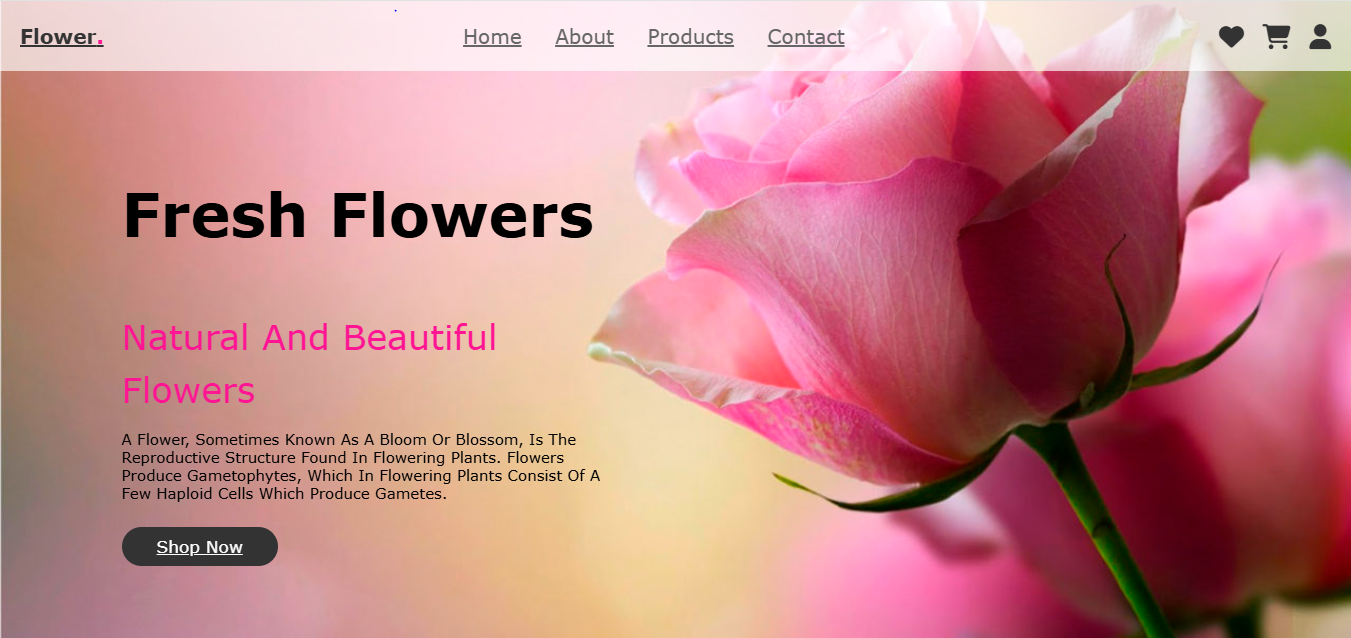 Flower.
Home About Products Contact
Fresh Flowers
Natural And Beautiful
Flowers
A Flower, Sometimes Known As A Bloom Or Blossom, Is The
Reproductive Structure Found In Flowering Plants. Flowers
Produce Gametophytes, Which In Flowering Plants Consist Of A
Few Haploid Cells Which Produce Gametes.
Shop Now